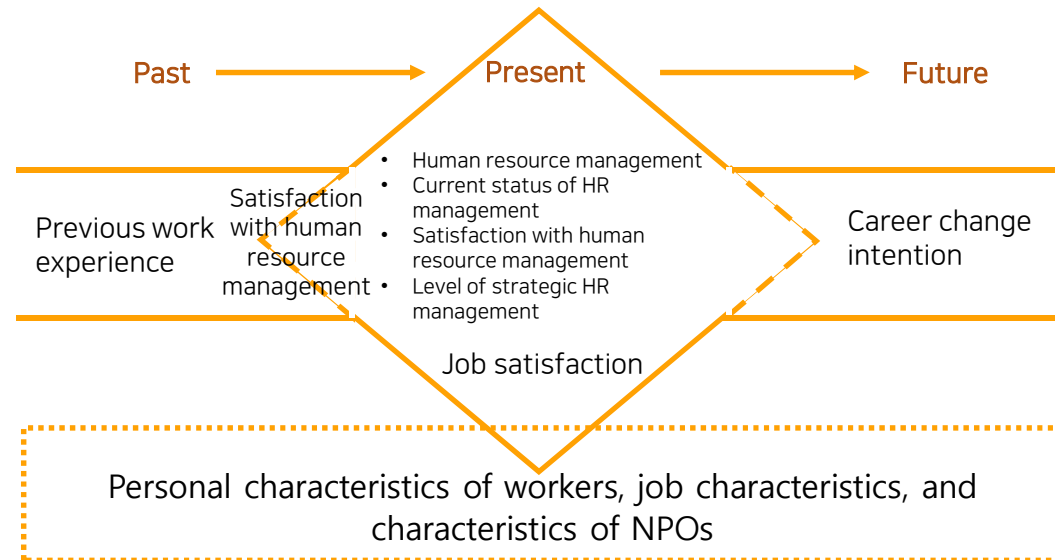 Past
Present
Future
Previous work
experience
Satisfaction
with human
resource
management
• Human resource management
• Current status of HR
management
• Satisfaction with human
resource management
• Level of strategic HR
management
Job satisfaction
Career change
intention
Personal characteristics of workers, job characteristics, and
characteristics of NPOs